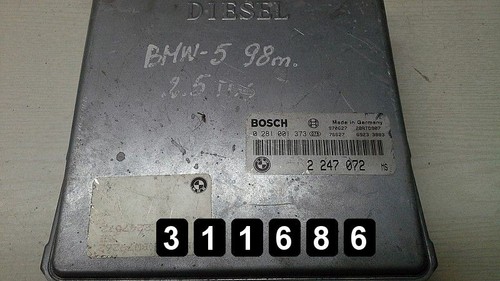 DIESEL
BMW-5 98m.
2.5 TDS
BOSCH
Made in Germany
0 281 001 373
2 247 072 MS
311686